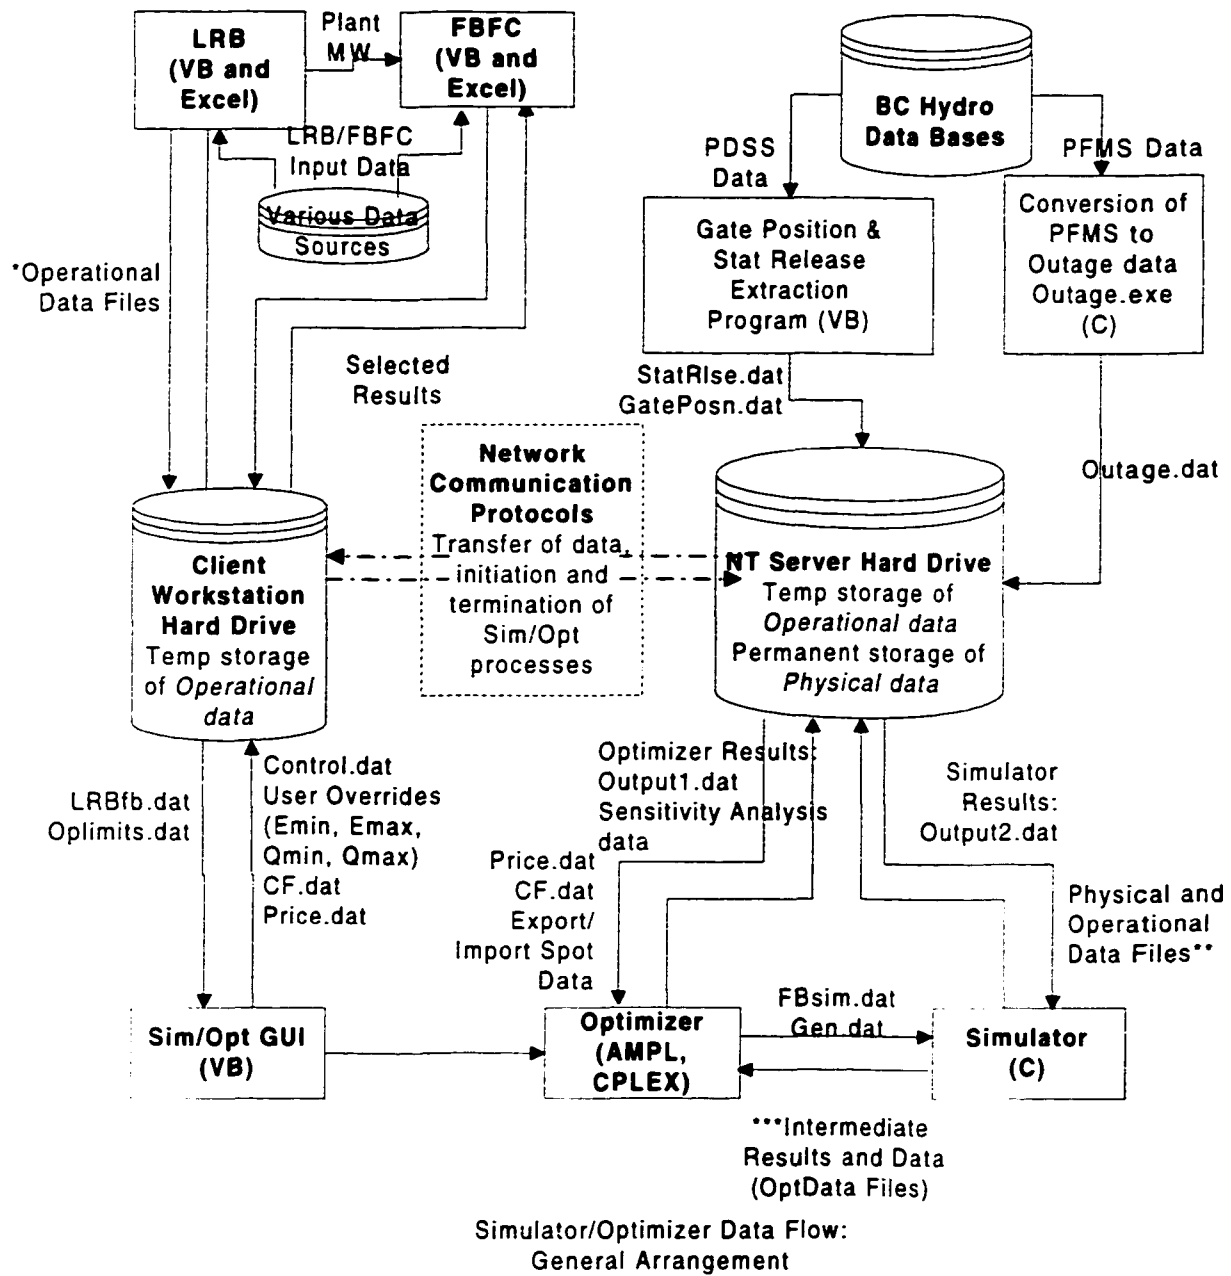 LRB
(VB and
Excel)
Plant
MW
FBFC
(VB and
Excel)
LRB/FBFC
Input Data
Various Data
Sources
*Operational
Data Files
Selected
Results
BC Hydro
Data Bases
PDSS
Data
PFMS Data
Gate Position &
Stat Release
Extraction
Program (VB)
Conversion of
PFMS to
Outage data
Outage.exe
(C)
StatRlse.dat
GatePosn.dat
Outage.dat
Network
Communication
Protocols
Transfer of data,
initiation and
termination of
Sim/Opt
processes
Client
Workstation
Hard Drive
Temp storage
of Operational
data
NT Server Hard Drive
Temp storage of
Operational data
Permanent storage of
Physical data
LRBfb.dat
Oplimits.dat
Control.dat
User Overrides
(Emin, Emax,
Qmin, Qmax)
CF.dat
Price.dat
Optimizer Results:
Output1.dat
Sensitivity Analysis
data
Price.dat
CF.dat
Export/
Import Spot
Data
Simulator
Results:
Output2.dat
Physical and
Operational
Data Files**
Sim/Opt GUI
(VB)
Optimizer
(AMPL,
CPLEX)
FBsim.dat
Gen.dat
Simulator
(C)
***Intermediate
Results and Data
(OptData Files)
Simulator/Optimizer Data Flow:
General Arrangement